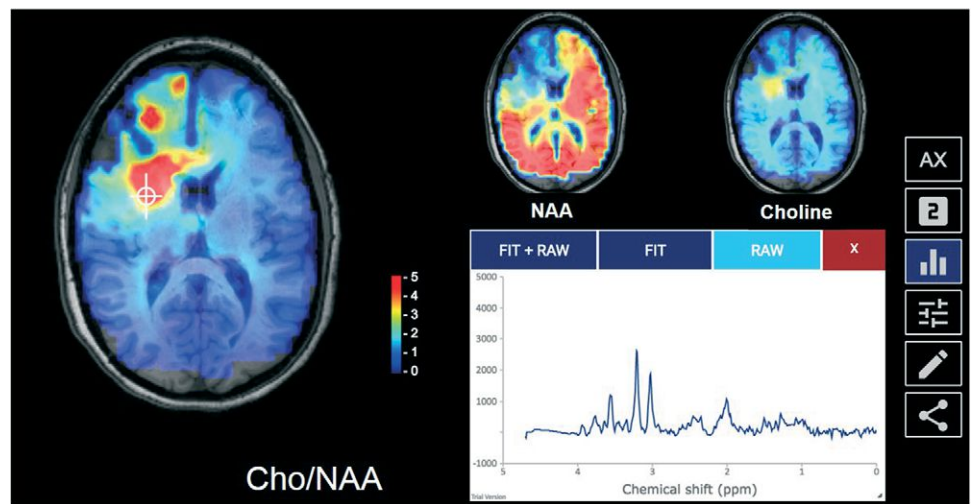 NAA
Choline
AX
2
FIT + RAW
FIT
RAW
X
5000
4000
3000
2000
1000
-1000
5
4
3
2
1
0
Chemical shift (ppm)
Trial Version
- 5
- 4
- 3
- 2
- 1
- 0
Cho/NAA